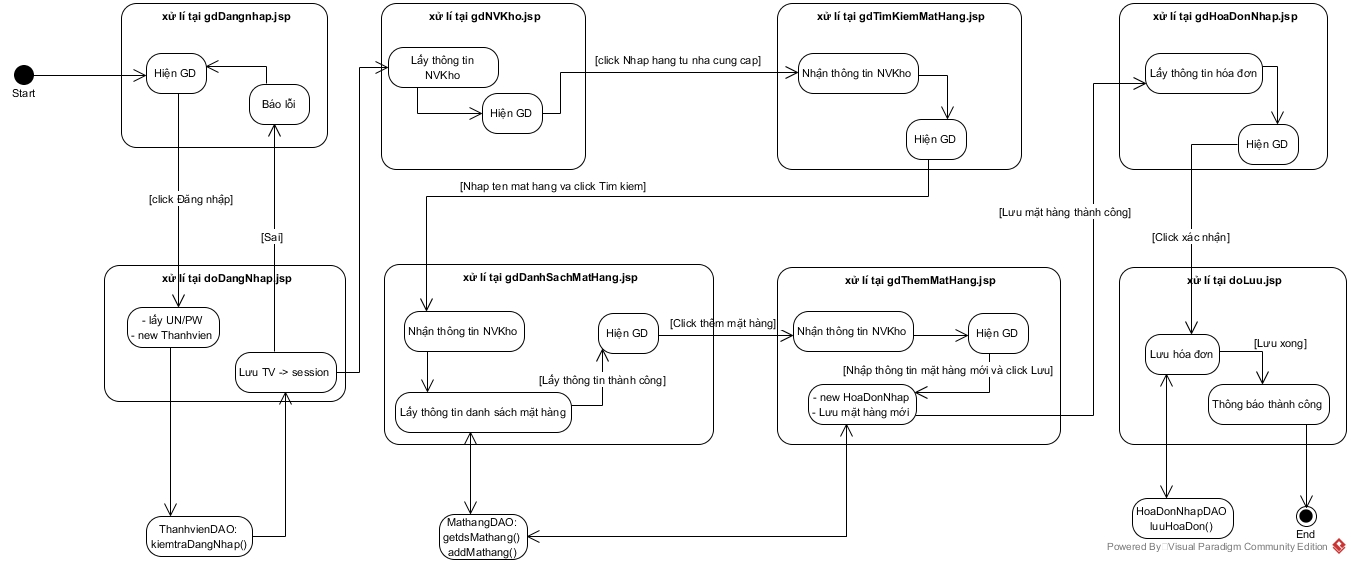 xử lí tại gdDangnhap.jsp
Hiện GD
Báo lỗi
Start
[click Đăng nhập]
[Sai]
xử lí tại doDangNhap.jsp
- lấy UN/PW
- new Thanhvien
Lưu TV -> session
ThanhvienDAO:
kiemtraDangNhap()
xử lí tại gdNVKho.jsp
Lấy thông tin
NVKho
Hiện GD
[click Nhap hang tu nha cung cap]
xử lí tại gdTimKiemMatHang.jsp
Nhận thông tin NVKho
Hiện GD
[Nhap ten mat hang va click Tim kiem]
xử lí tại gdDanhSachMatHang.jsp
Nhận thông tin NVKho
Hiện GD
[Lấy thông tin thành công]
Lấy thông tin danh sách mặt hàng
MathangDAO:
getdsMathang()
addMathang()
[Click thêm mặt hàng]
xử lí tại gdThemMatHang.jsp
Nhận thông tin NVKho
Hiện GD
[Nhập thông tin mặt hàng mới và click Lưu]
- new HoaDonNhap
- Lưu mặt hàng mới
[Lưu mặt hàng thành công]
xử lí tại gdHoaDonNhap.jsp
Lấy thông tin hóa đơn
Hiện GD
[Click xác nhận]
xử lí tại doLuu.jsp
Lưu hóa đơn
[Lưu xong]
Thông báo thành công
HoaDonNhapDAO
luuHoaDon()
End
Powered By Visual Paradigm Community Edition